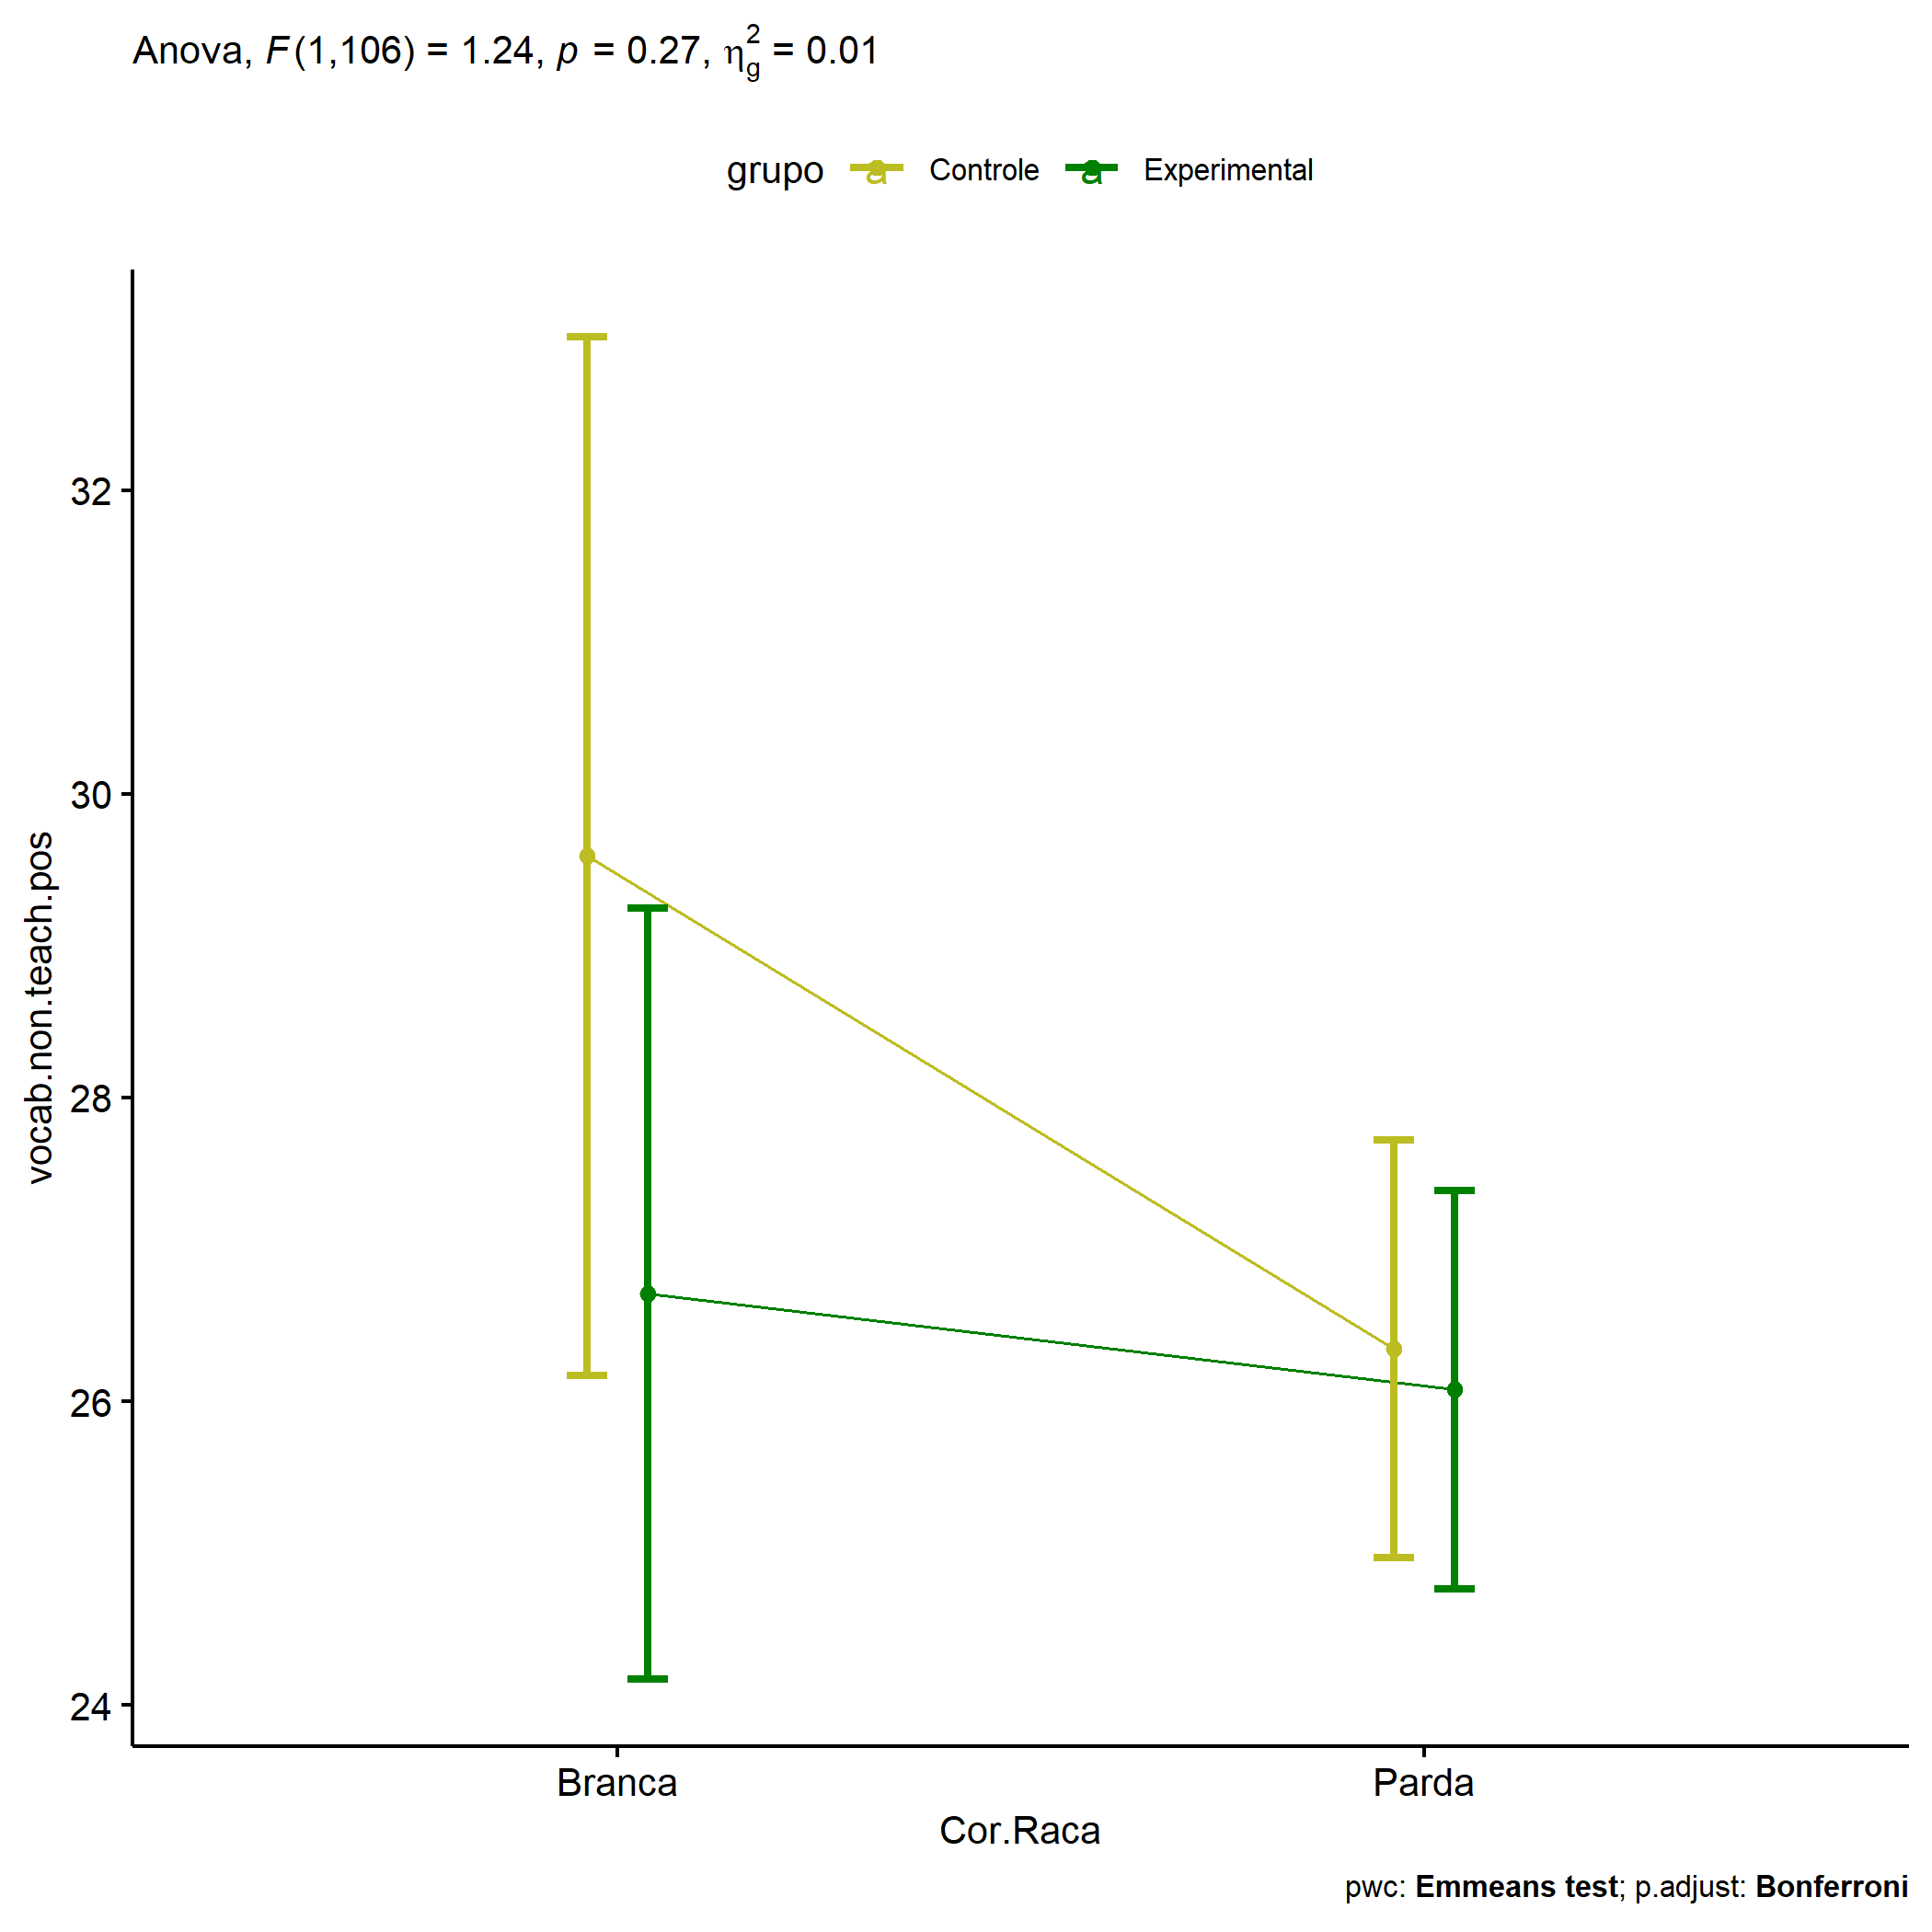 Anova, F(1,106) = 1.24, p = 0.27, η²g = 0.01
grupo a Controle a Experimental
32
30
28
26
24
vocab.non.teach.pos
Branca Parda
Cor.Raca
pwc: Emmeans test; p.adjust: Bonferroni